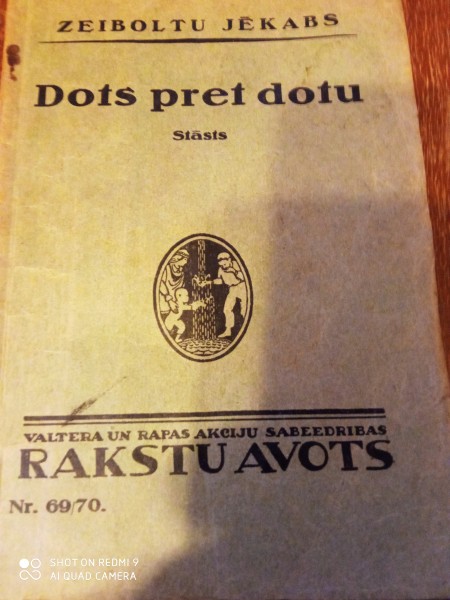 ZEIBOLTU JĒKABS
Dots pret dotu
Stāsts
VALTERA UN RAPAS AKCIJU SABEEDRIBAS
RAKSTU AVOTS
Nr. 69/70.
SHOT ON REDMI 9
AI QUAD CAMERA